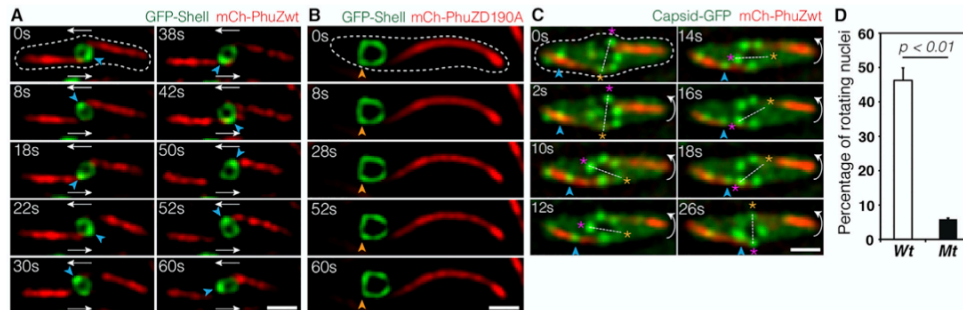 A
GFP-Shell mCh-PhuZwt
0s
38s
8s
42s
18s
50s
22s
52s
30s
60s
B
GFP-Shell mCh-PhuZD190A
0s
8s
28s
52s
60s
C
Capsid-GFP mCh-PhuZwt
0s
14s
2s
16s
10s
18s
12s
26s
D
Percentage of rotating nuclei
60
50
40
30
20
10
0
p < 0.01
Wt
Mt